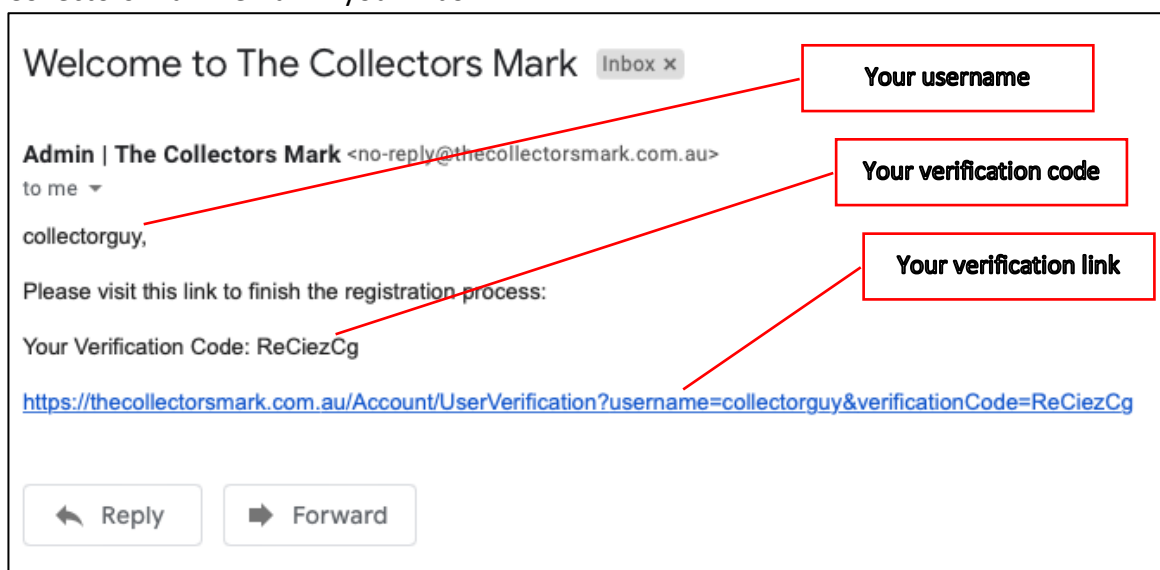 Welcome to The Collectors Mark Inbox ×
Your username
Admin | The Collectors Mark <no-reply@thecollectorsmark.com.au>
to me
Your verification code
collectorguy,
Your verification link
Please visit this link to finish the registration process:
Your Verification Code: ReCiezCg
https://thecollectorsmark.com.au/Account/UserVerification?username=collectorguy&verificationCode=ReCiezCg
Reply
Forward